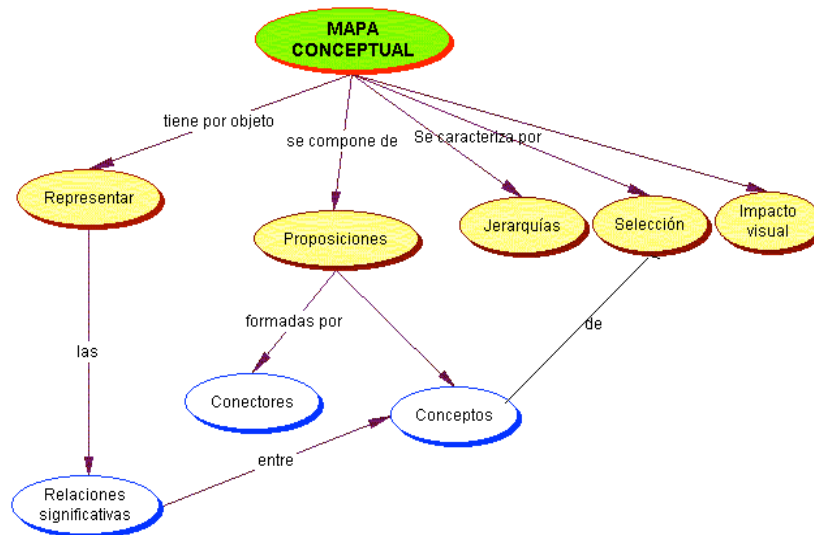 MAPA
CONCEPTUAL
tiene por objeto
se compone de
Se caracteriza por
Representar
Proposiciones
Jerarquías
Selección
Impacto
visual
formadas por
de
las
Conectores
Conceptos
entre
Relaciones
significativas